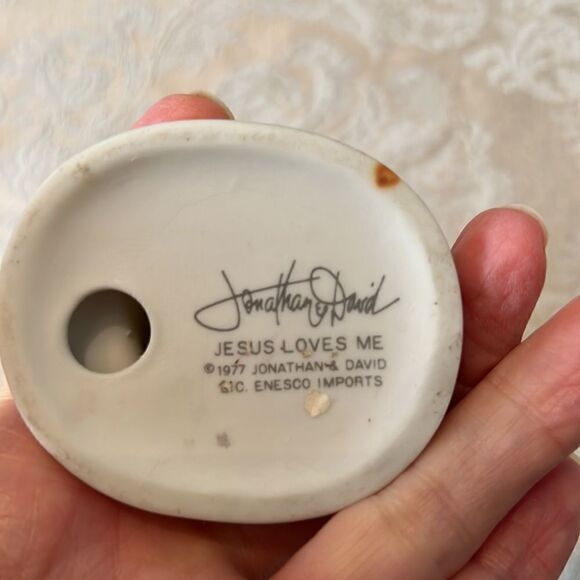 Jonathan & David
JESUS LOVES ME
© 1977 JONATHAN & DAVID
LIC. ENESCO IMPORTS